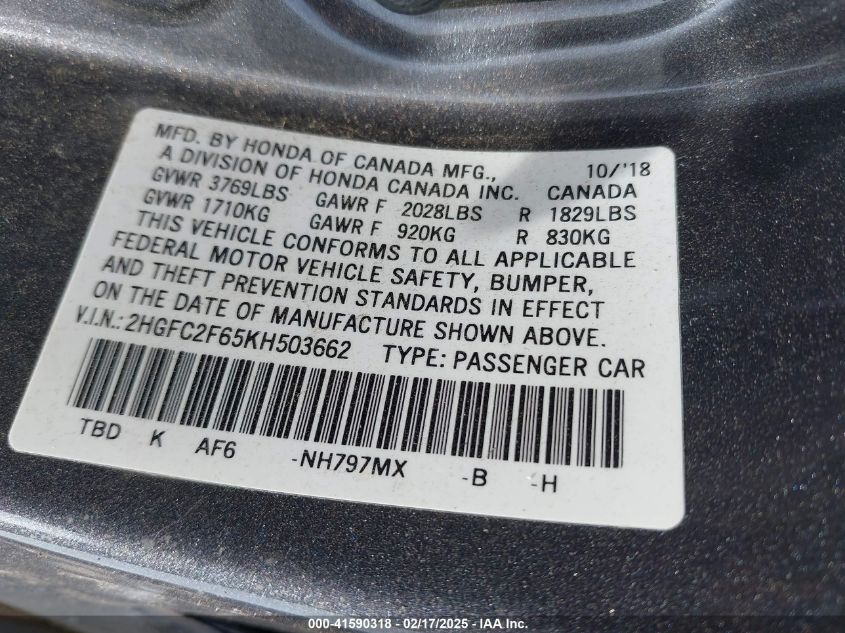 MFD. BY HONDA OF CANADA MFG., 10/'18
A DIVISION OF HONDA CANADA INC. CANADA
GVWR 3769LBS GAWR F 2028LBS R 1829LBS
GVWR 1710KG GAWR F 920KG R 830KG
THIS VEHICLE CONFORMS TO ALL APPLICABLE
FEDERAL MOTOR VEHICLE SAFETY, BUMPER,
AND THEFT PREVENTION STANDARDS IN EFFECT
ON THE DATE OF MANUFACTURE SHOWN ABOVE.
V.I.N.: 2HGFC2F65KH503662 TYPE: PASSENGER CAR
TBD K AF6 -NH797MX -B -H
000-41590318 - 02/17/2025 - IAA Inc.